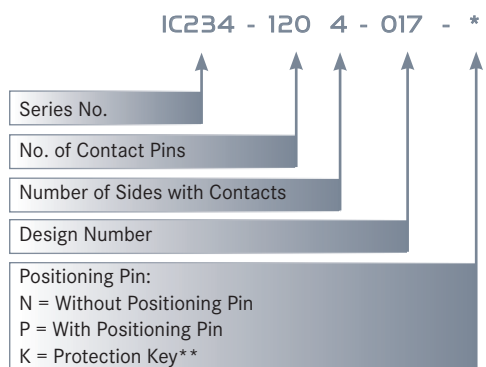 IC234 - 120 4 - 017 - *
Series No.
No. of Contact Pins
Number of Sides with Contacts
Design Number
Positioning Pin:
N = Without Positioning Pin
P = With Positioning Pin
K = Protection Key**